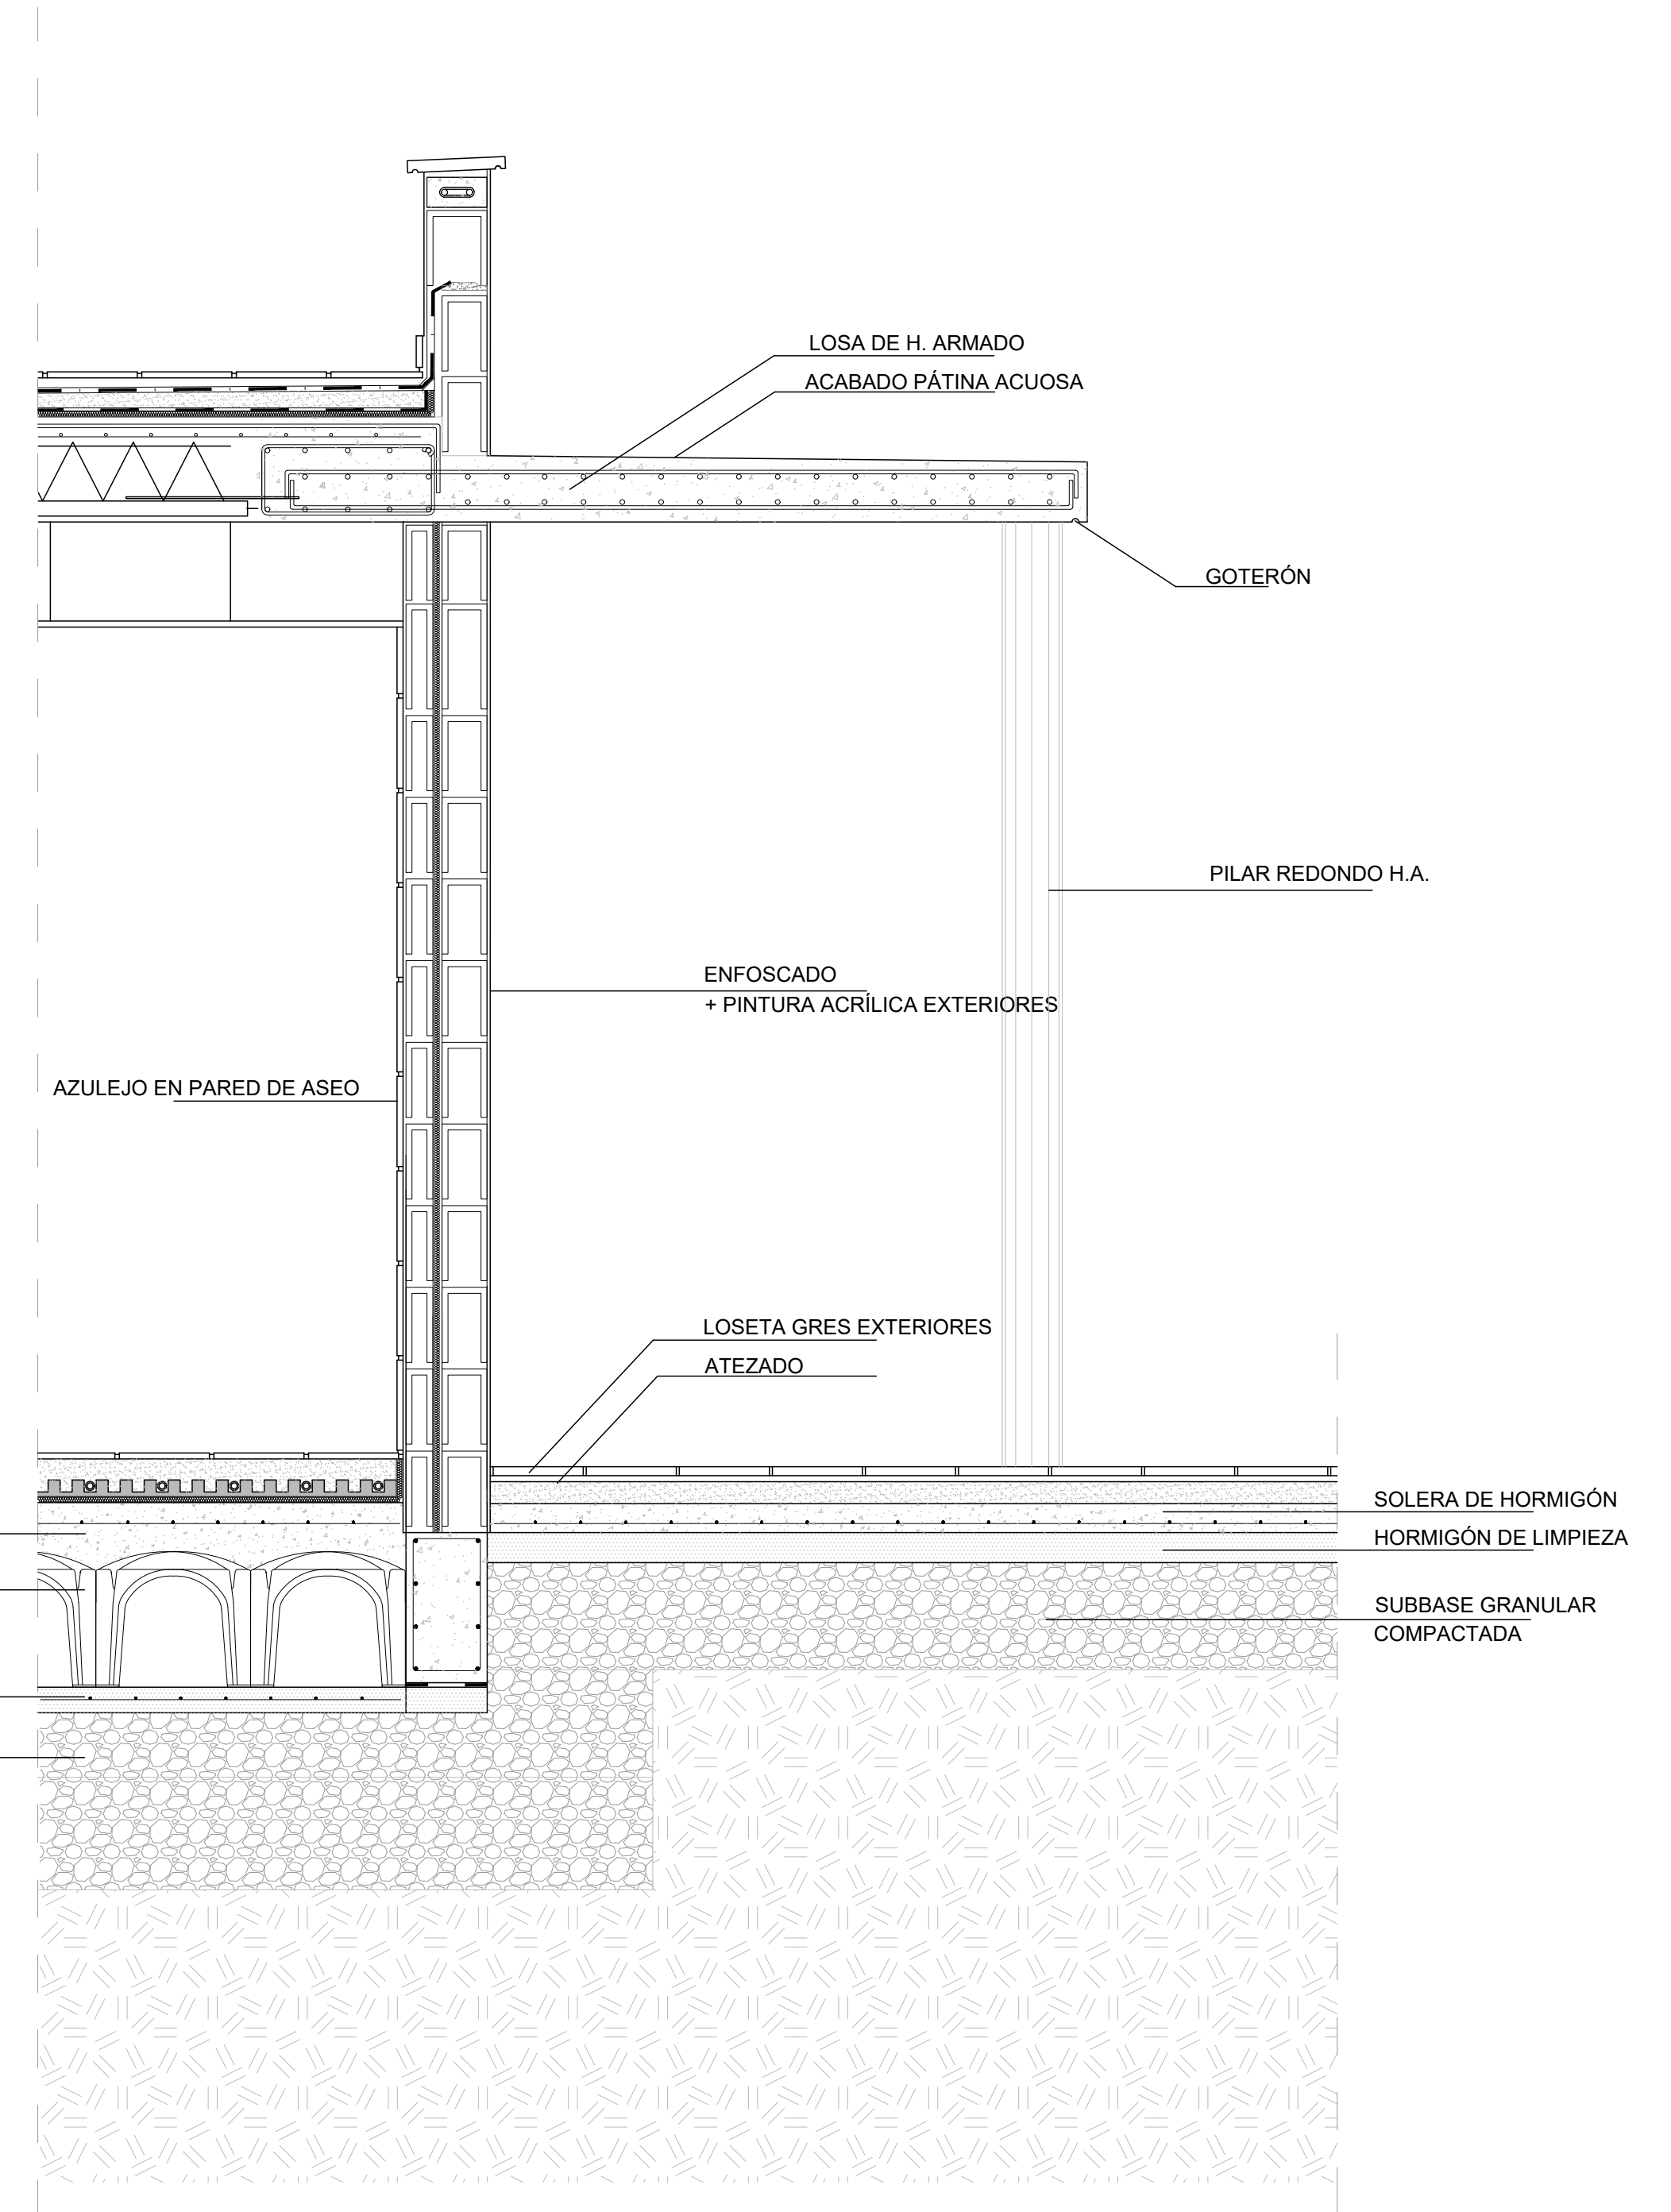 LOSA DE H. ARMADO
ACABADO PÁTINA ACUOSA
GOTERÓN
PILAR REDONDO H.A.
ENFOSCADO
+ PINTURA ACRÍLICA EXTERIORES
AZULEJO EN PARED DE ASEO
LOSETA GRES EXTERIORES
ATEZADO
SOLERA DE HORMIGÓN
HORMIGÓN DE LIMPIEZA
SUBBASE GRANULAR
COMPACTADA